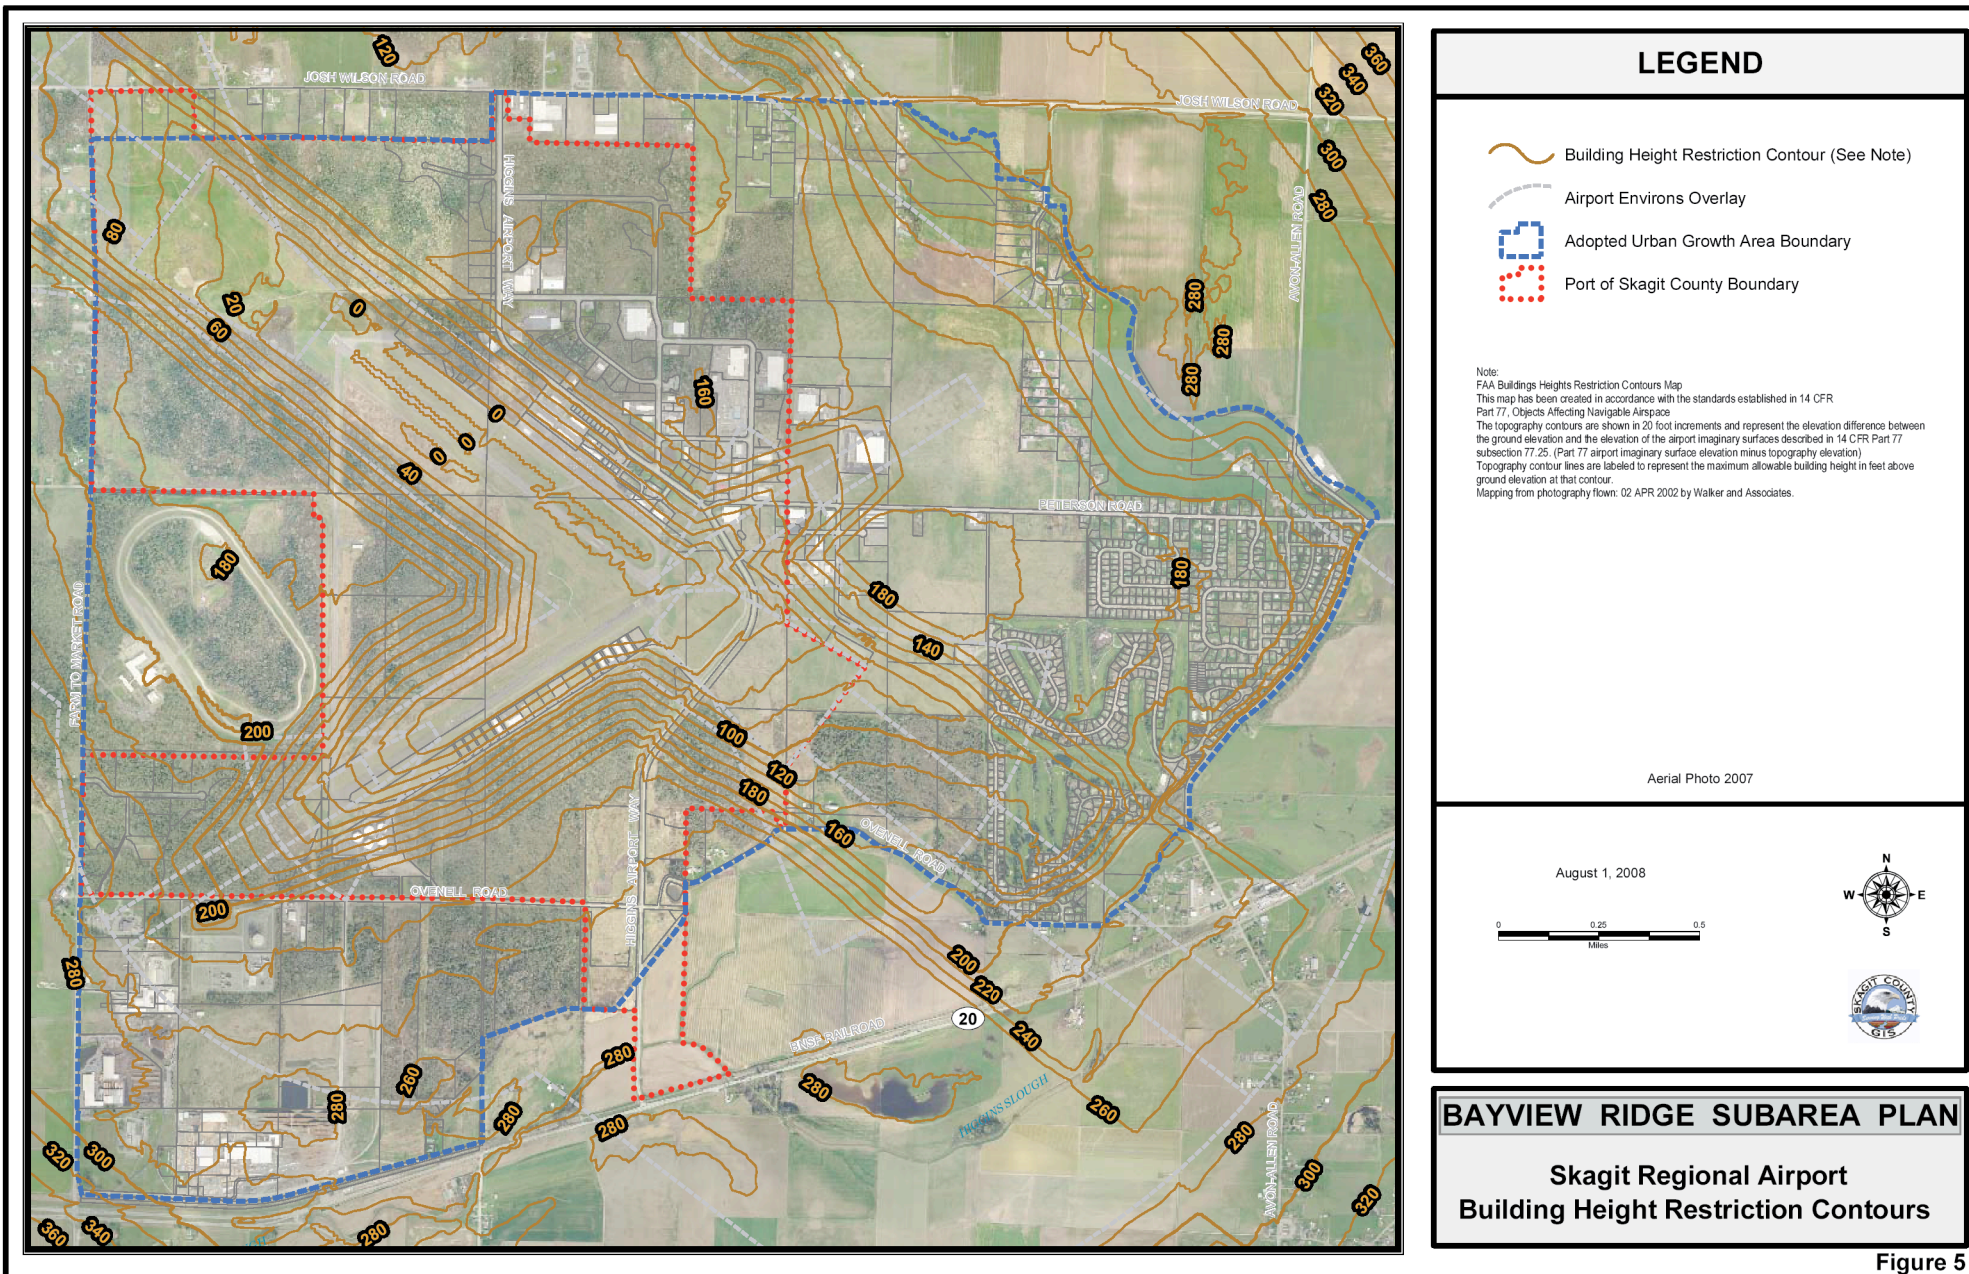 LEGEND
Building Height Restriction Contour (See Note)
Airport Environs Overlay
Adopted Urban Growth Area Boundary
Port of Skagit County Boundary
Note:
FAA Buildings Heights Restriction Contours Map
This map has been created in accordance with the standards established in 14 CFR
Part 77, Objects Affecting Navigable Airspace
The topography contours are shown in 20 foot increments and represent the elevation difference between
the ground elevation and the elevation of the airport imaginary surfaces described in 14 CFR Part 77
subsection 77.25. (Part 77 airport imaginary surface elevation minus topography elevation)
Topography contour lines are labeled to represent the maximum allowable building height in feet above
ground elevation at that contour.
Mapping from photography flown: 02 APR 2002 by Walker and Associates.
Aerial Photo 2007
August 1, 2008
0 0.25 0.5
Miles
N
W E
S
SKAGIT COUNTY
GIS
BAYVIEW RIDGE SUBAREA PLAN
Skagit Regional Airport
Building Height Restriction Contours
Figure 5
120
JOSH WILSON ROAD
JOSH WILSON ROAD
360
340
320
300
280
HIGGINS AIRPORT WAY
AVON-ALLEN ROAD
80
20
60
0
280
280
280
160
0
0
0
40
PETERSON ROAD
180
180
180
140
FARM TO MARKET ROAD
200
100
120
180
160
OVENELL ROAD
HIGGINS AIRPORT WAY
OVENELL ROAD
200
280
200
220
240
20
BNSF RAILROAD
280
260
280
280
280
280
HIGGINS SLOUGH
260
AVON-ALLEN ROAD
280
300
320
320
300
360
340
280